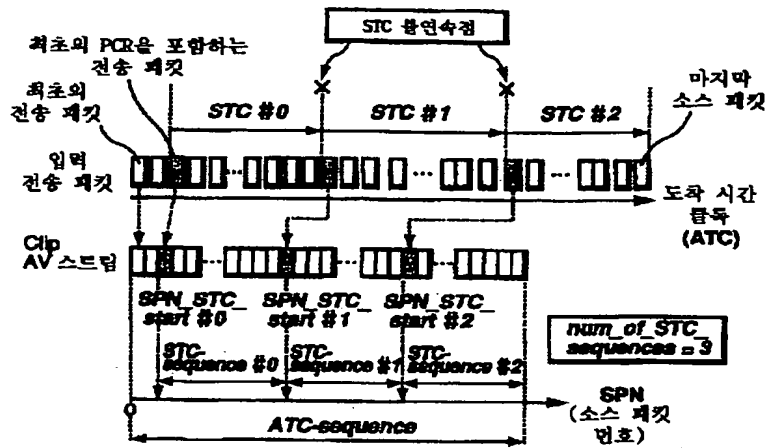 STC 불연속점
최초의 PCR을 포함하는
전송 패킷
최초의
전송 패킷
마지막
소스 패킷
STC #0
STC #1
STC #2
입력
전송 패킷
도착 시간
클록
(ATC)
Clip
AV 스트림
SPN_STC_
start #0
SPN_STC_
start #1
SPN_STC_
start #2
num_of_STC_
sequences = 3
STC-
sequence #0
STC-
sequence #1
STC-
sequence #2
0
SPN
(소스 패킷
번호)
ATC-sequence